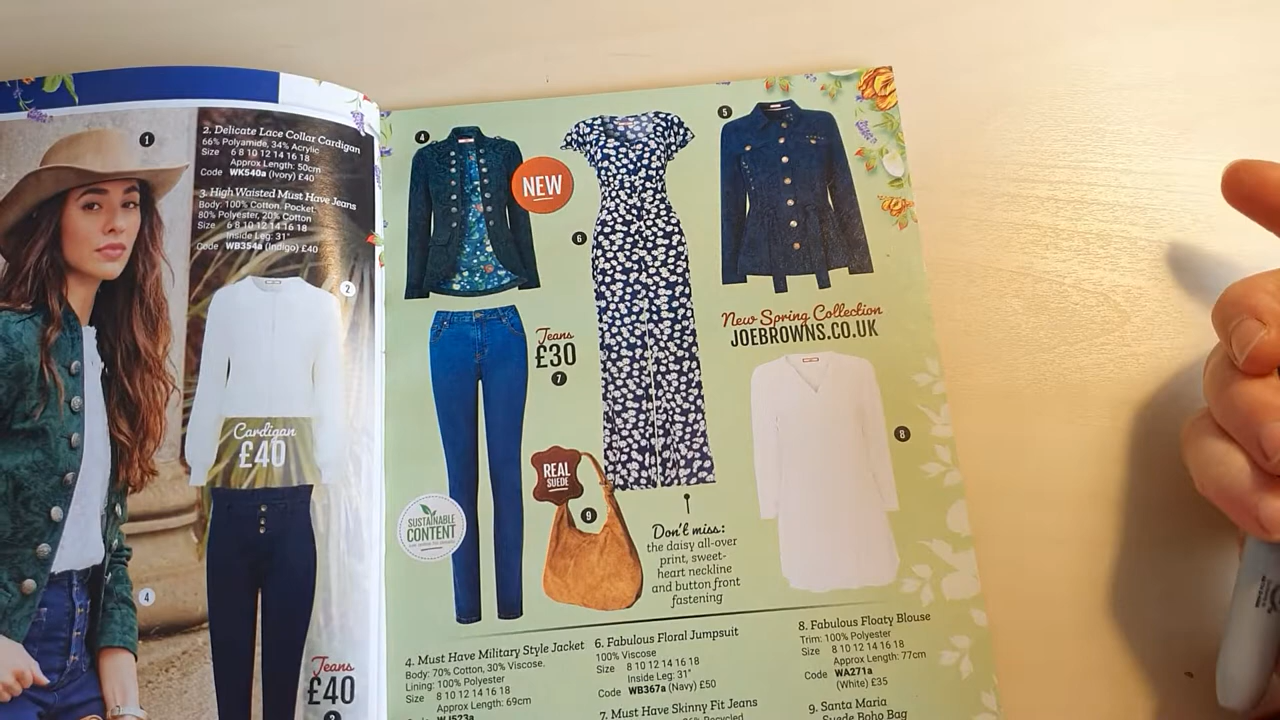 1
2. Delicate Lace Collar Cardigan
66% Polyamide, 34% Acrylic
Size 6 8 10 12 14 16 18
Approx Length: 50cm
Code WK540a (Ivory) £40
3. High Waisted Must Have Jeans
Body: 100% Cotton. Pocket:
80% Polyester, 20% Cotton
Size 6 8 10 12 14 16 18
Inside Leg: 31"
Code WB354a (Indigo) £40
2
Cardigan
£40
4
Jeans
£40
3
4
NEW
6
5
Jeans
£30
7
New Spring Collection
JOEBROWNS.CO.UK
8
REAL
SUEDE
9
SUSTAINABLE
CONTENT
Don't miss:
the daisy all-over
print, sweet-
heart neckline
and button front
fastening
4. Must Have Military Style Jacket
Body: 70% Cotton, 30% Viscose.
Lining: 100% Polyester
Size 8 10 12 14 16 18
Approx Length: 69cm
Code WJ523a
6. Fabulous Floral Jumpsuit
100% Viscose
Size 8 10 12 14 16 18
Inside Leg: 31"
Code WB367a (Navy) £50
7. Must Have Skinny Fit Jeans
Recycled
8. Fabulous Floaty Blouse
Trim: 100% Polyester
Size 8 10 12 14 16 18
Approx Length: 77cm
Code WA271a
(White) £35
9. Santa Maria
Suede Boho Bag